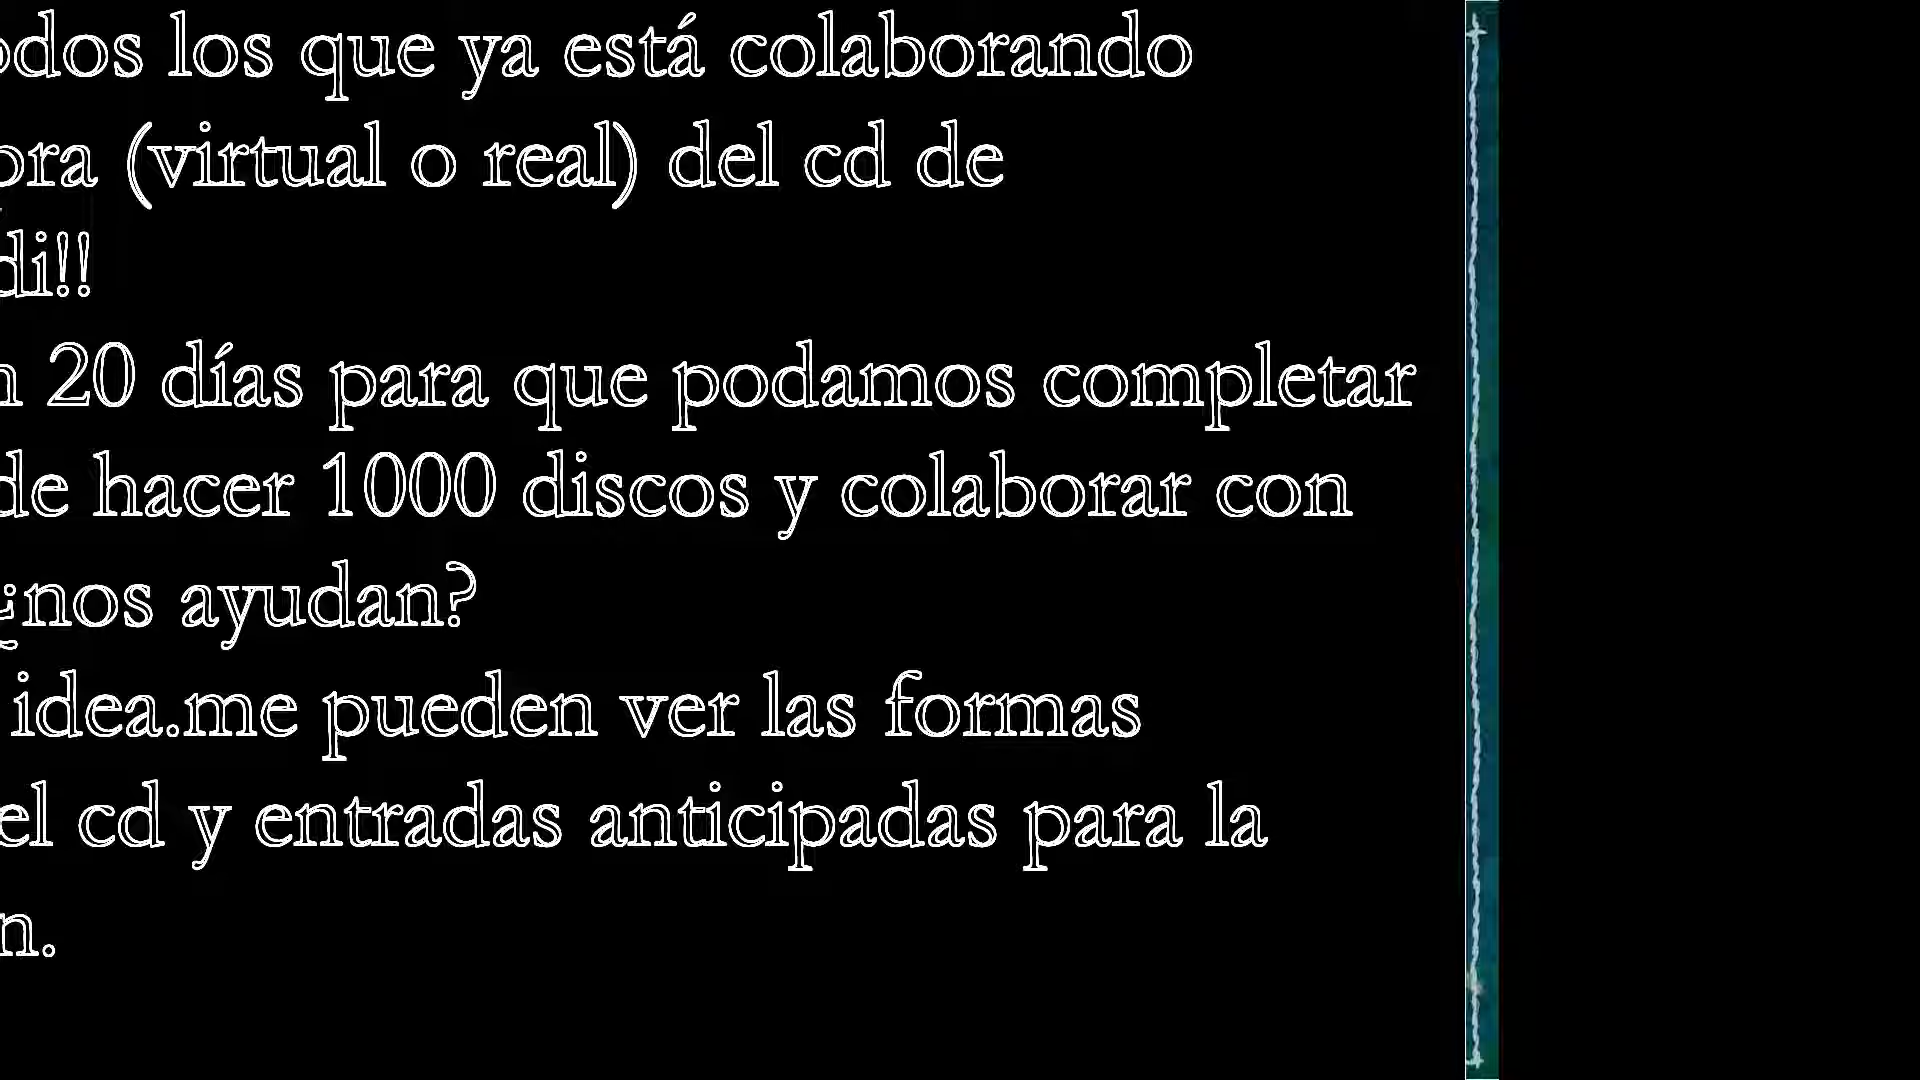 odos los que ya está colaborando
ora (virtual o real) del cd de
di!!
n 20 días para que podamos completar
de hacer 1000 discos y colaborar con
¿nos ayudan?
idea.me pueden ver las formas
el cd y entradas anticipadas para la
n.